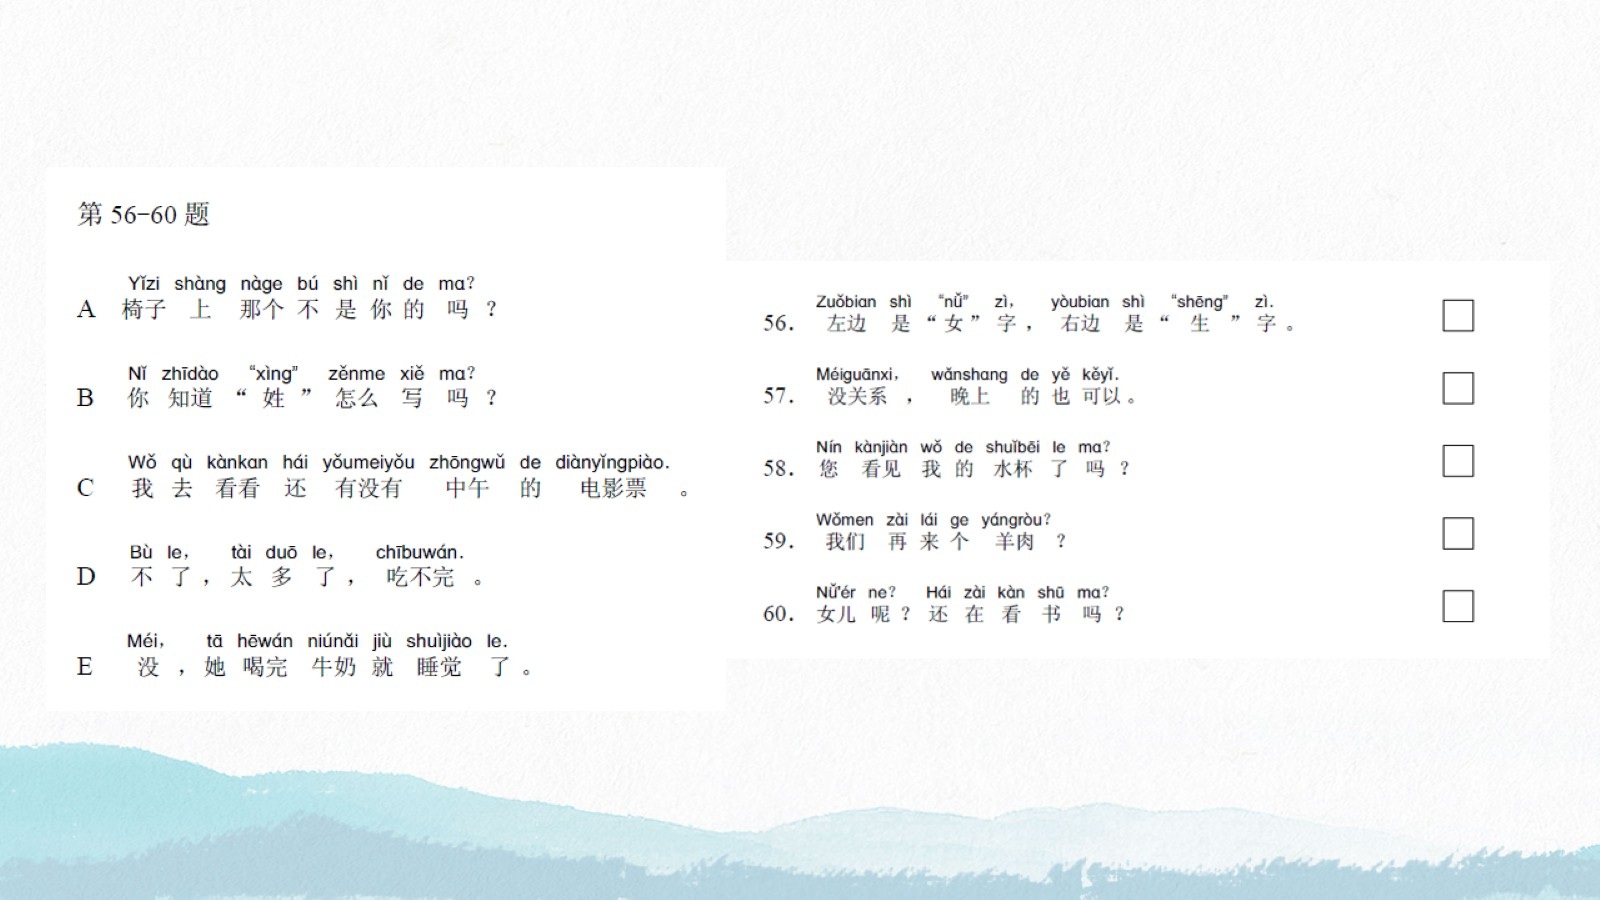 第 56-60 题
Yǐzi shàng nàge bú shì nǐ de ma?
A 椅子 上 那个 不 是 你 的 吗 ?
Nǐ zhīdào “xìng” zěnme xiě ma?
B 你 知道 “ 姓 ” 怎么 写 吗 ?
Wǒ qù kànkan hái yǒumeiyǒu zhōngwǔ de diànyǐngpiào.
C 我 去 看看 还 有没有 中午 的 电影票 。
Bù le, tài duō le, chībuwán.
D 不 了 , 太 多 了 , 吃不完 。
Méi, tā hēwán niúnǎi jiù shuìjiào le.
E 没 , 她 喝完 牛奶 就 睡觉 了 。
Zuǒbian shì “nǚ” zì, yòubian shì “shēng” zì.
56. 左边 是 “ 女 ” 字 , 右边 是 “ 生 ” 字 。
Méiguānxi, wǎnshang de yě kěyǐ.
57. 没关系 , 晚上 的 也 可以 。
Nín kànjiàn wǒ de shuǐbēi le ma?
58. 您 看见 我 的 水杯 了 吗 ?
Wǒmen zài lái ge yángròu?
59. 我们 再 来 个 羊肉 ?
Nǚ'ér ne? Hái zài kàn shū ma?
60. 女儿 呢 ? 还 在 看 书 吗 ?